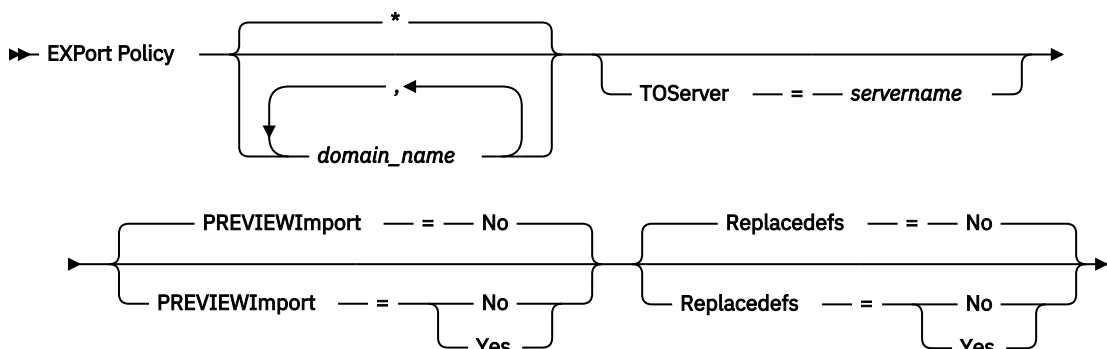 *
EXPort Policy
,
TOServer = servername
domain_name
PREVIEWImport = No Replacedefs = No
PREVIEWImport = No Replacedefs = No
Yes Yes